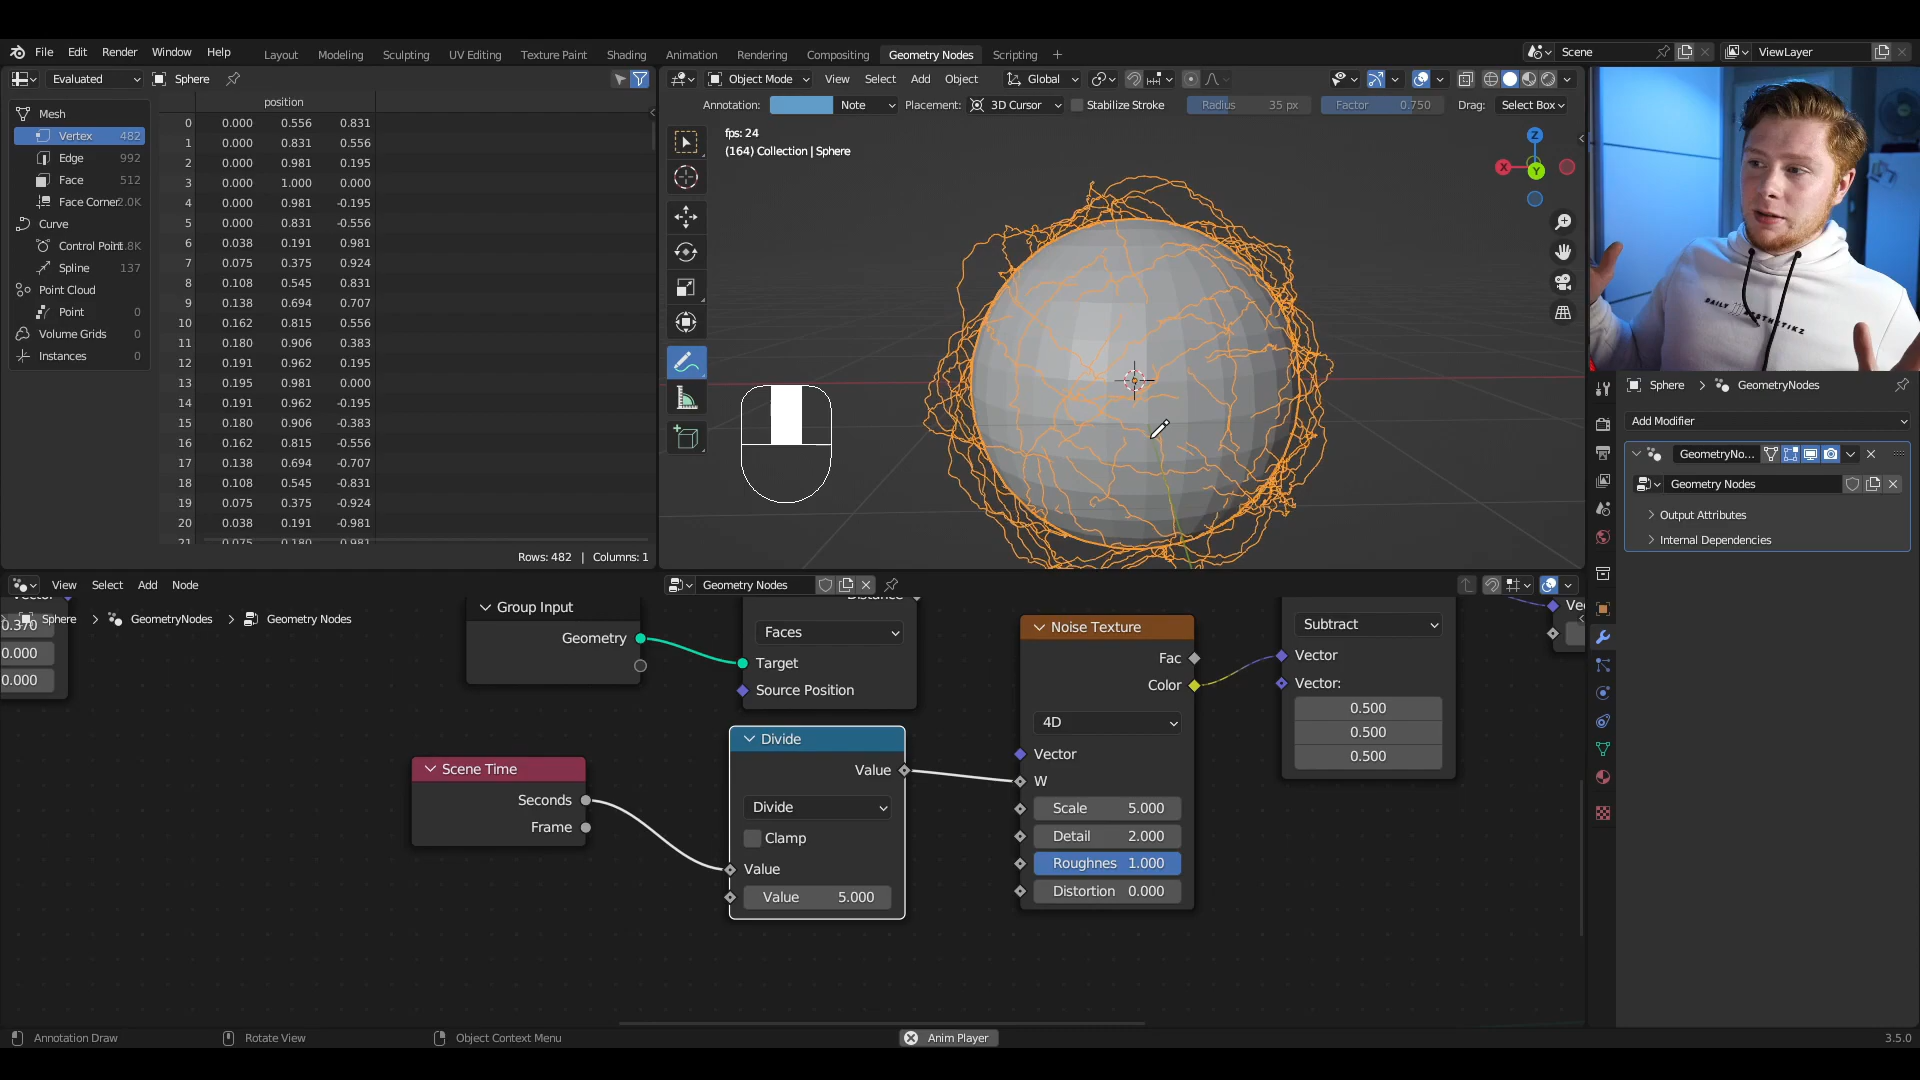 File Edit Render Window Help
Layout Modeling Sculpting UV Editing Texture Paint Shading Animation Rendering Compositing Geometry Nodes Scripting +
Scene
ViewLayer
Evaluated
Sphere
Mesh
Vertex 482
Edge 992
Face 512
Face Corner 2.0K
Curve
Control Point .8K
Spline 137
Point Cloud
Point 0
Volume Grids 0
Instances 0
position
0 0.000 0.556 0.831
1 0.000 0.831 0.556
2 0.000 0.981 0.195
3 0.000 1.000 0.000
4 0.000 0.981 -0.195
5 0.000 0.831 -0.556
6 0.038 0.191 0.981
7 0.075 0.375 0.924
8 0.108 0.545 0.831
9 0.138 0.694 0.707
10 0.162 0.815 0.556
11 0.180 0.906 0.383
12 0.191 0.962 0.195
13 0.195 0.981 0.000
14 0.191 0.962 -0.195
15 0.180 0.906 -0.383
16 0.162 0.815 -0.556
17 0.138 0.694 -0.707
18 0.108 0.545 -0.831
19 0.075 0.375 -0.924
20 0.038 0.191 -0.981
21 0.075 0.180 0.981
Rows: 482 | Columns: 1
Object Mode View Select Add Object Global
Annotation: Note Placement: 3D Cursor Stabilize Stroke Radius 35 px Factor 0.750 Drag: Select Box
fps: 24
(164) Collection | Sphere
Z
X
Y
DAILY
Sphere > GeometryNodes
Add Modifier
GeometryNo...
Geometry Nodes
Output Attributes
Internal Dependencies
View Select Add Node
Geometry Nodes
Sphere > GeometryNodes > Geometry Nodes
Vector
0.370
0.000
0.000
Group Input
Geometry
Distance
Faces
Target
Source Position
Scene Time
Seconds
Frame
Divide
Value
Divide
Clamp
Value
Value 5.000
Noise Texture
Fac
Color
4D
Vector
W
Scale 5.000
Detail 2.000
Roughnes 1.000
Distortion 0.000
Subtract
Vector
Vector:
0.500
0.500
0.500
Ve
Annotation Draw
Rotate View
Object Context Menu
Anim Player
3.5.0